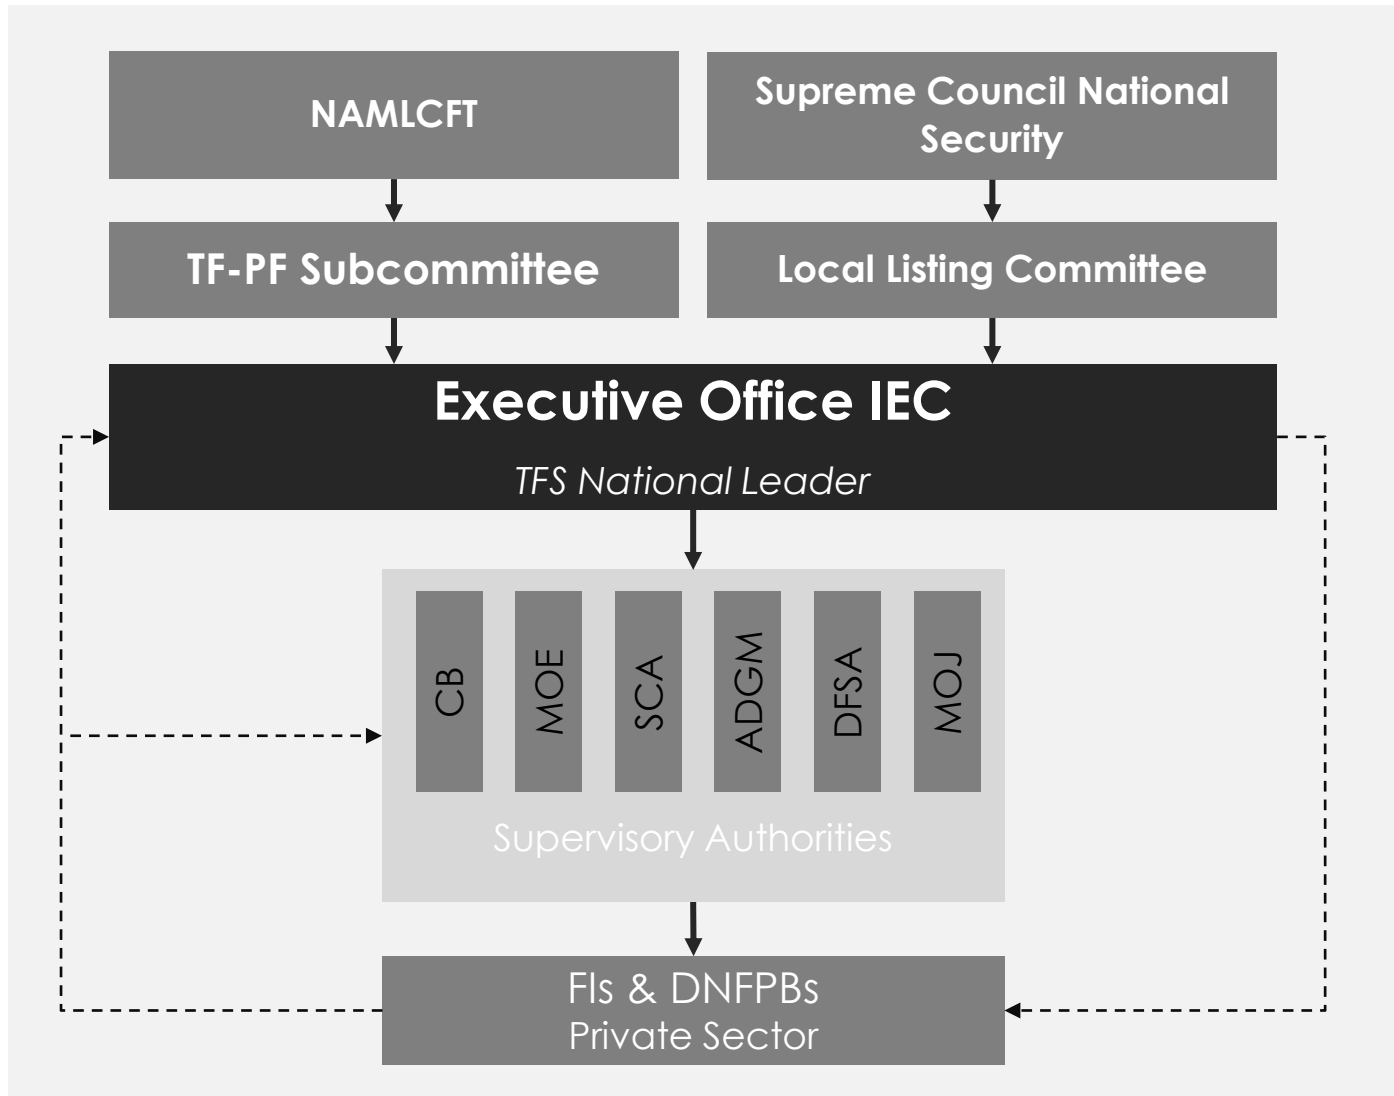 NAMLCFT
Supreme Council National
Security
TF-PF Subcommittee
Local Listing Committee
Executive Office IEC
TFS National Leader
CB
MOE
SCA
ADGM
DFSA
MOJ
Supervisory Authorities
FIs & DNFPBs
Private Sector